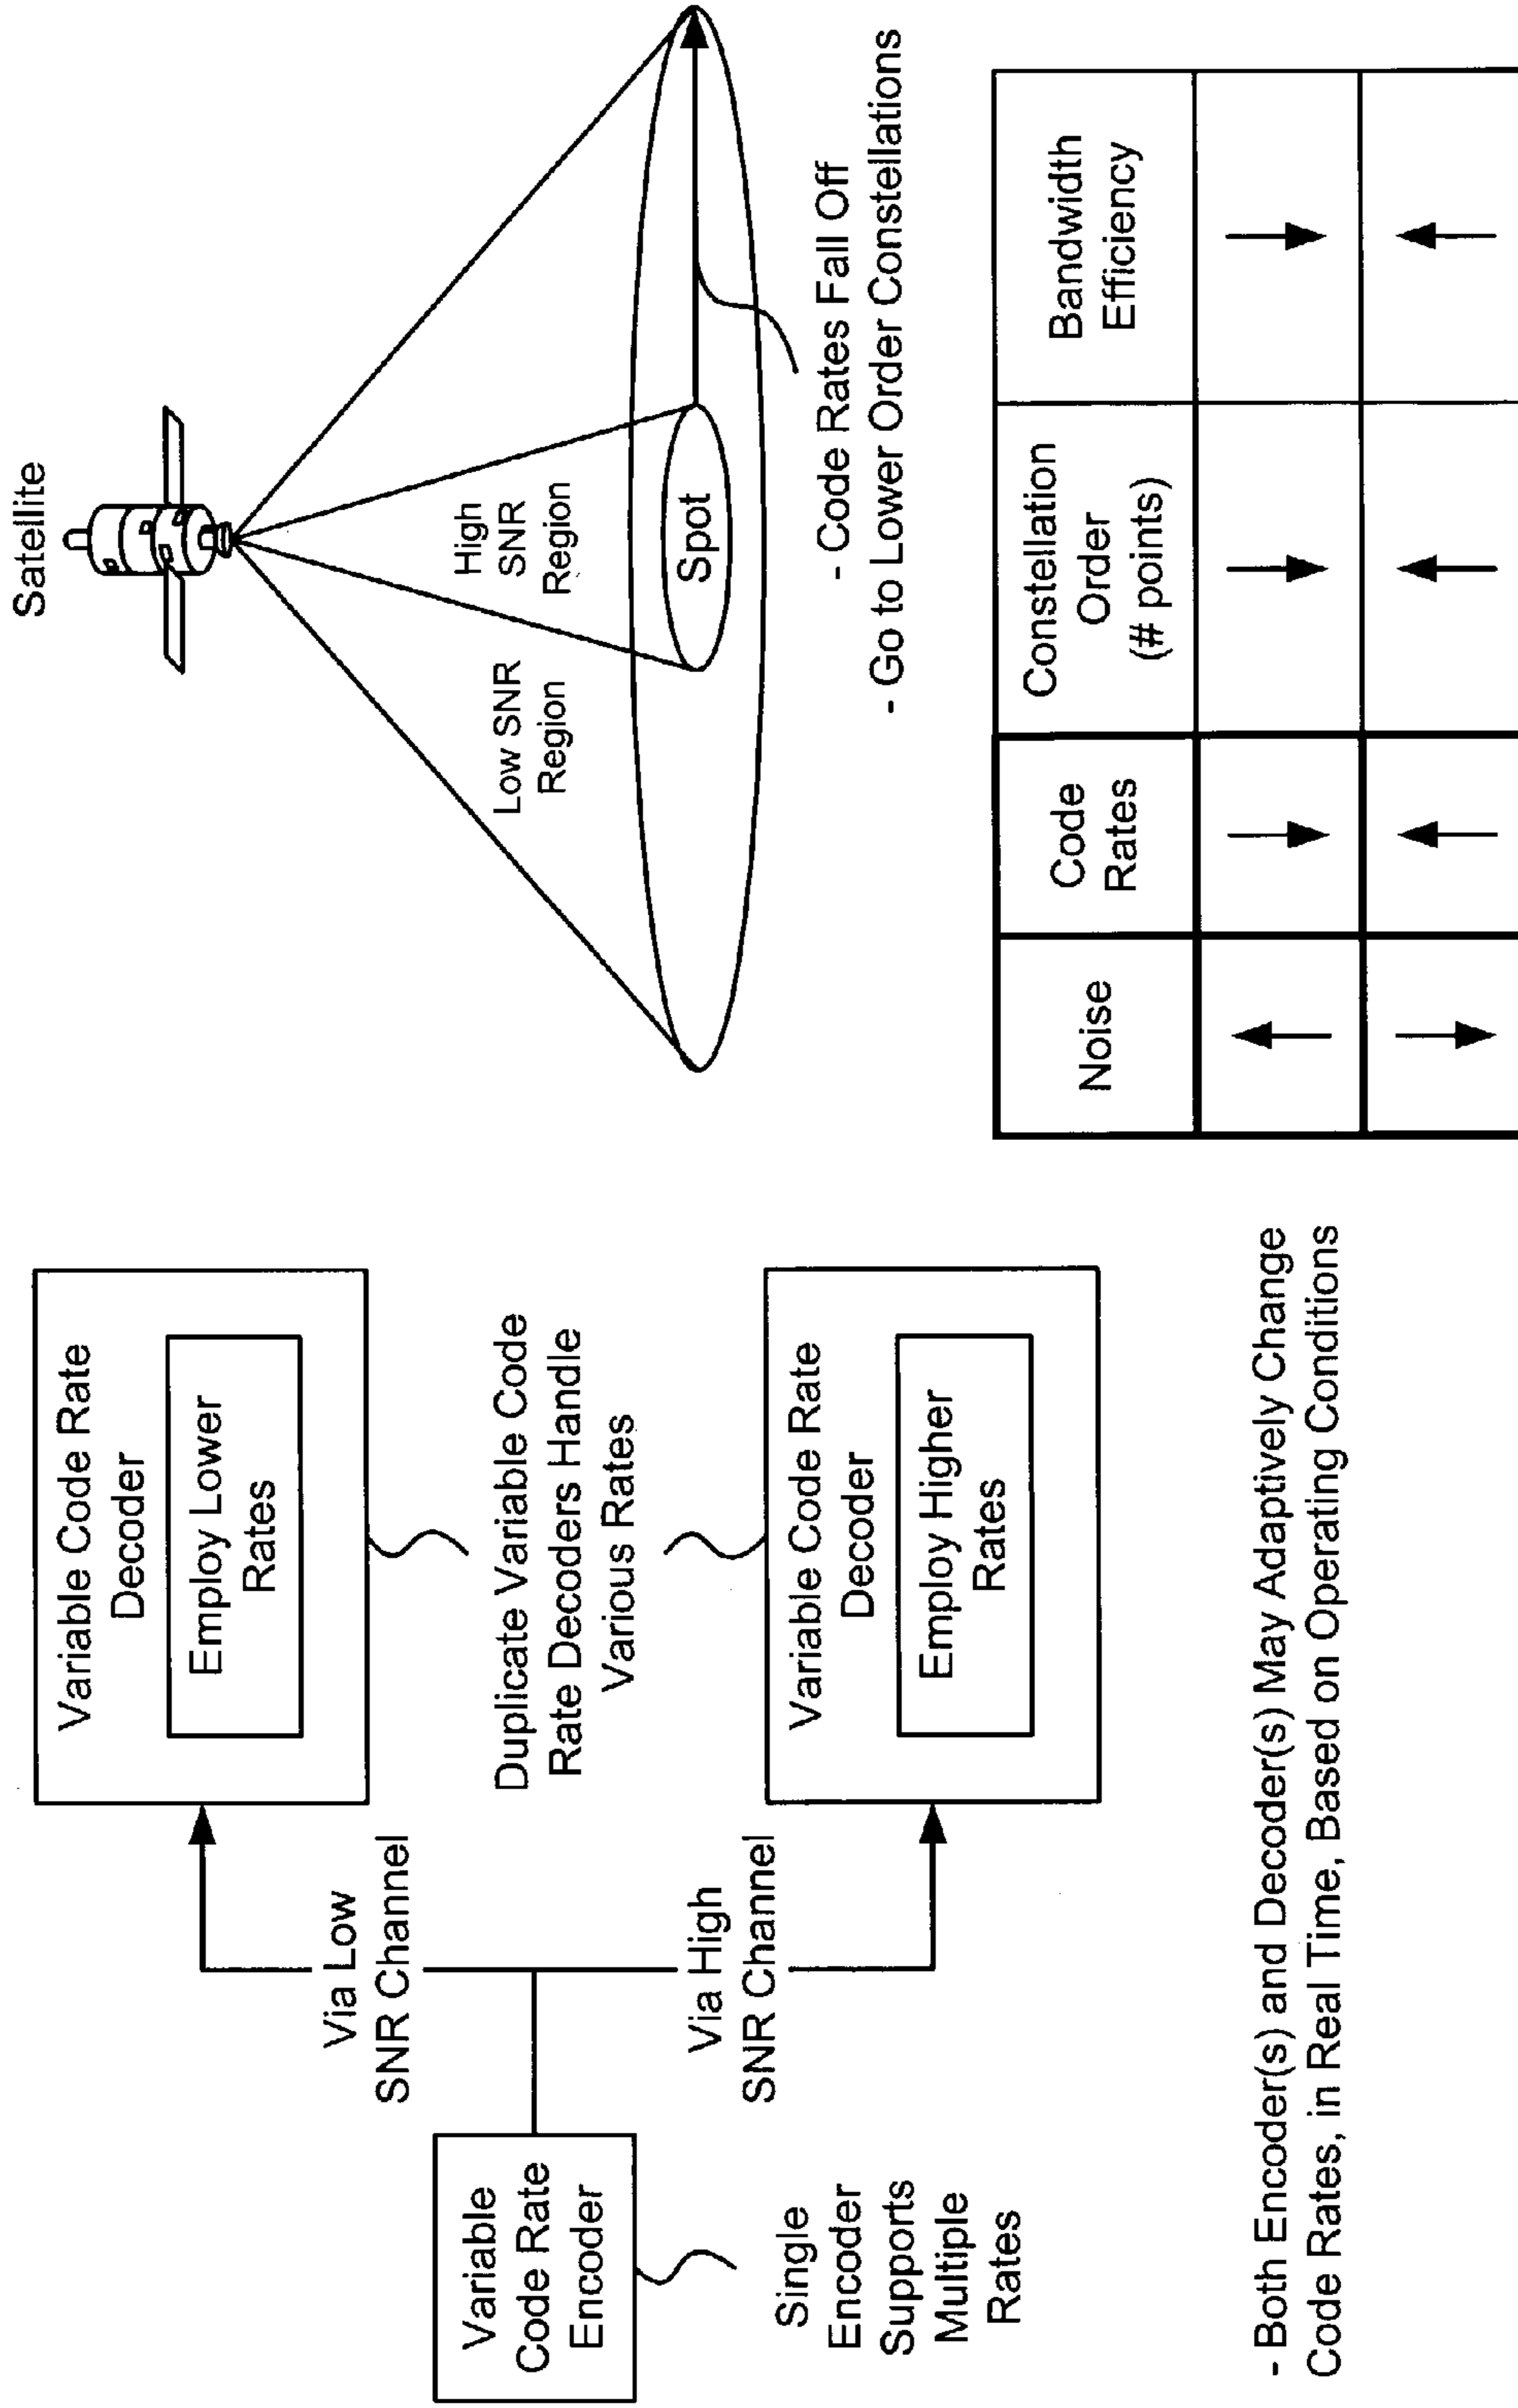 Variable
Code Rate
Encoder
Single
Encoder
Supports
Multiple
Rates
Via Low
SNR Channel
Via High
SNR Channel
Variable Code Rate
Decoder
Employ Lower
Rates
Duplicate Variable Code
Rate Decoders Handle
Various Rates
Variable Code Rate
Decoder
Employ Higher
Rates
- Both Encoder(s) and Decoder(s) May Adaptively Change
Code Rates, in Real Time, Based on Operating Conditions
Satellite
Low SNR
Region
High
SNR
Region
Spot
- Code Rates Fall Off
- Go to Lower Order Constellations
Noise
Code
Rates
Constellation
Order
(# points)
Bandwidth
Efficiency